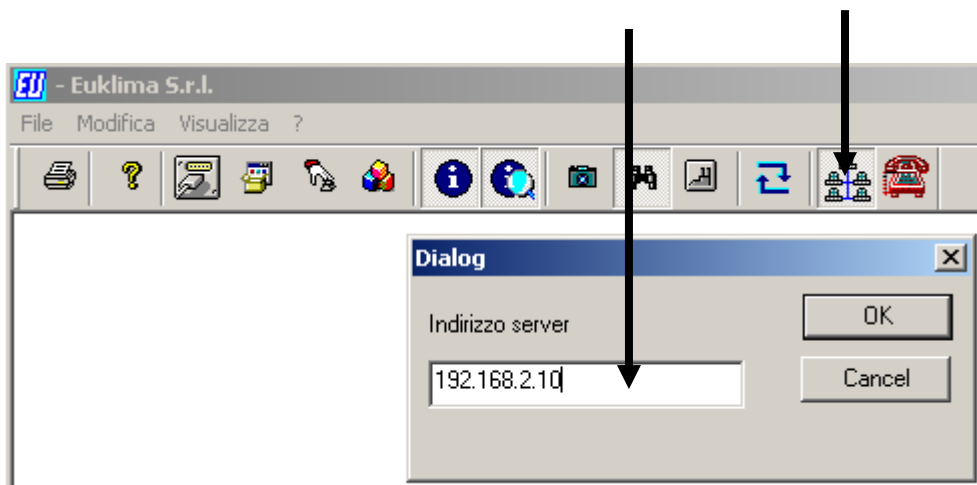 EU - Euklima S.r.l.
File Modifica Visualizza ?
Dialog
Indirizzo server
OK
192.168.2.10
Cancel